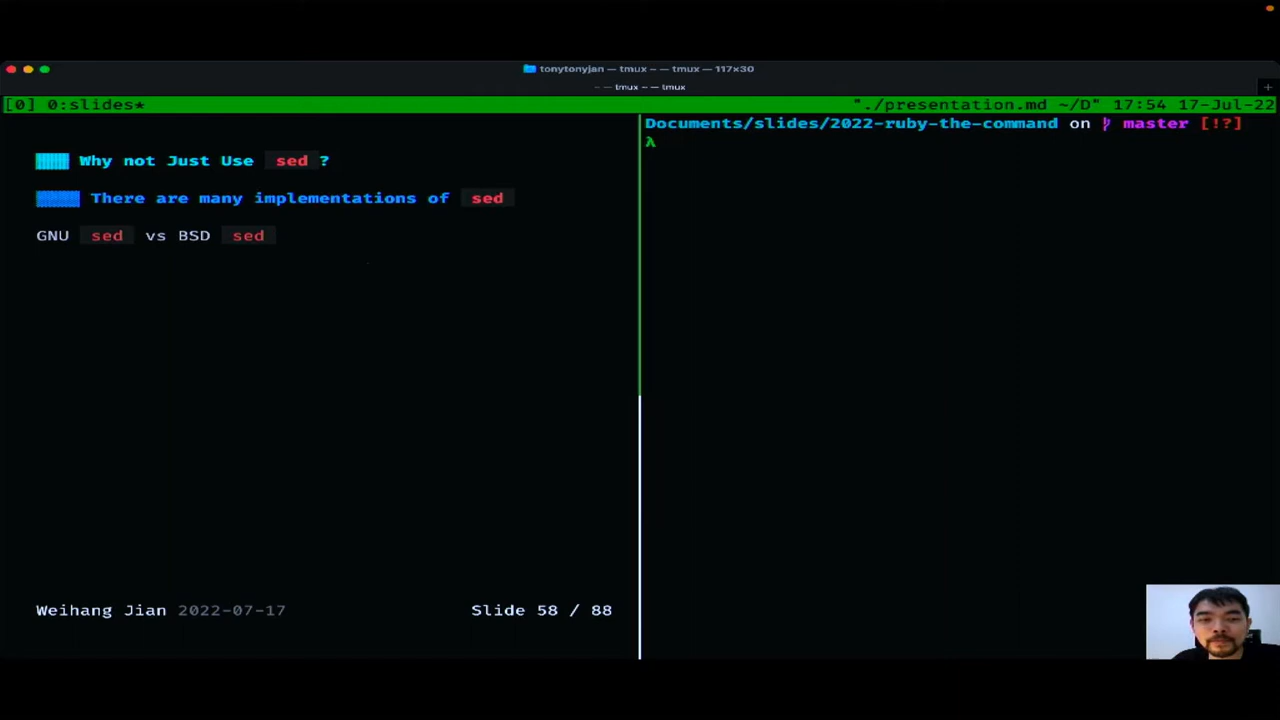 tonytonyjan — tmux - — tmux — 117×30
- — tmux - — tmux
[0] 0:slides* "./presentation.md ~/D" 17:54 17-Jul-22
Why not Just Use sed ?
There are many implementations of sed
GNU sed vs BSD sed
Weihang Jian 2022-07-17 Slide 58 / 88
Documents/slides/2022-ruby-the-command on master [!?]
λ